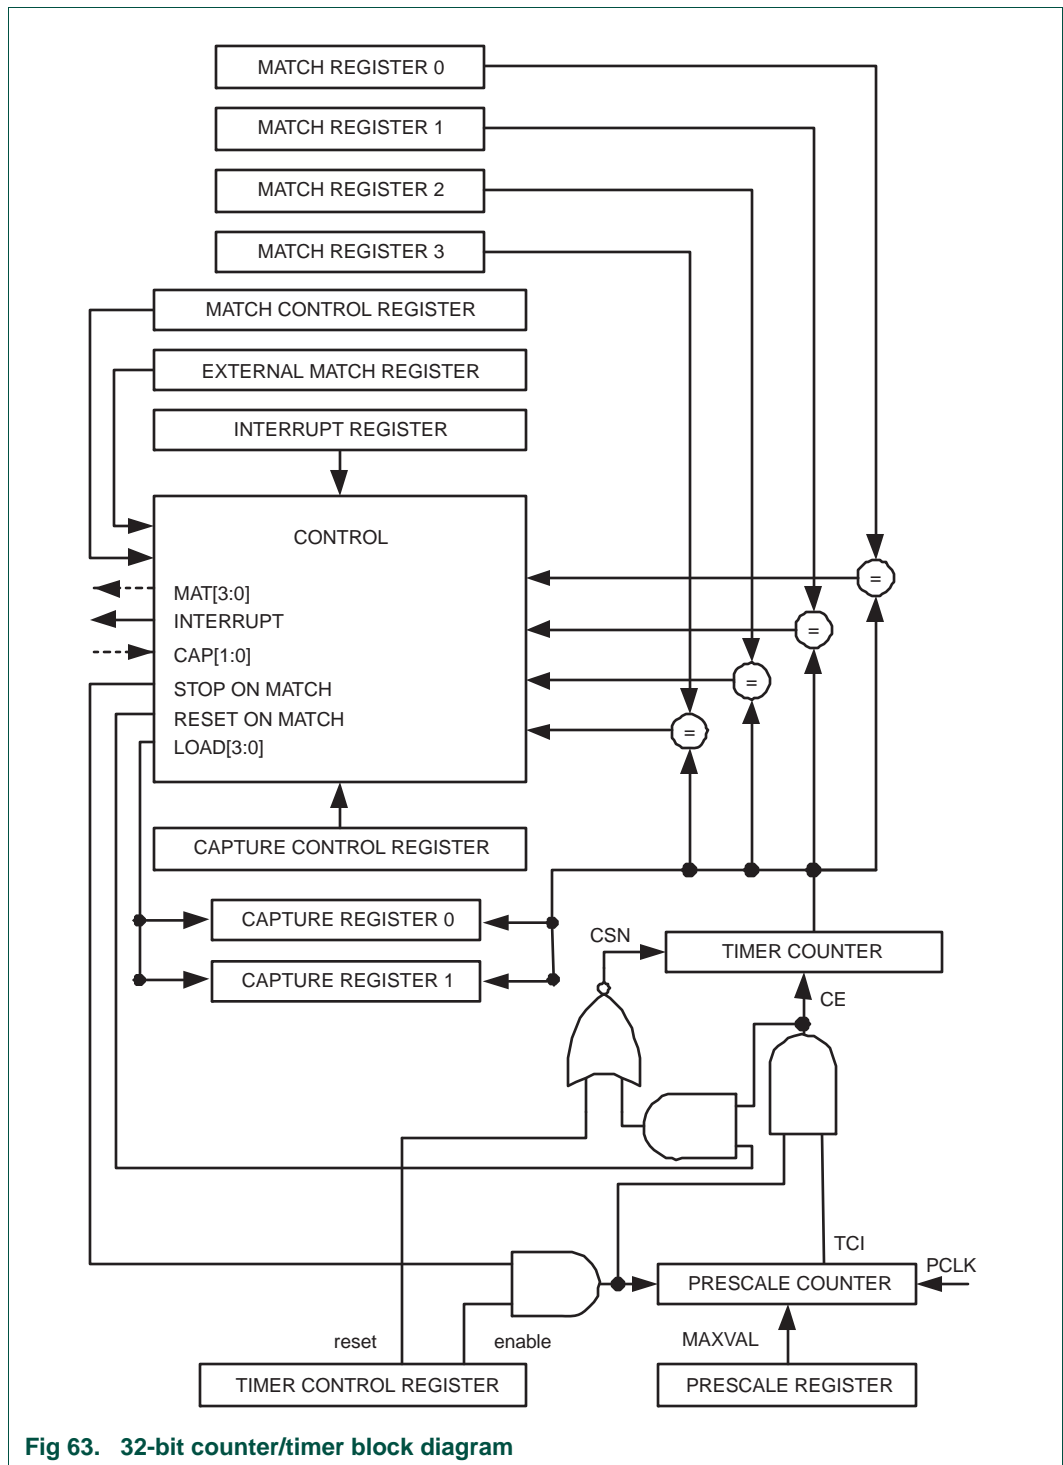 MATCH REGISTER 0
MATCH REGISTER 1
MATCH REGISTER 2
MATCH REGISTER 3
MATCH CONTROL REGISTER
EXTERNAL MATCH REGISTER
INTERRUPT REGISTER
CONTROL
=
MAT[3:0]
INTERRUPT
=
CAP[1:0]
=
STOP ON MATCH
RESET ON MATCH
=
LOAD[3:0]
CAPTURE CONTROL REGISTER
CAPTURE REGISTER 0
CSN
TIMER COUNTER
CAPTURE REGISTER 1
CE
TCI
PCLK
PRESCALE COUNTER
reset
enable
MAXVAL
TIMER CONTROL REGISTER
PRESCALE REGISTER
Fig 63. 32-bit counter/timer block diagram